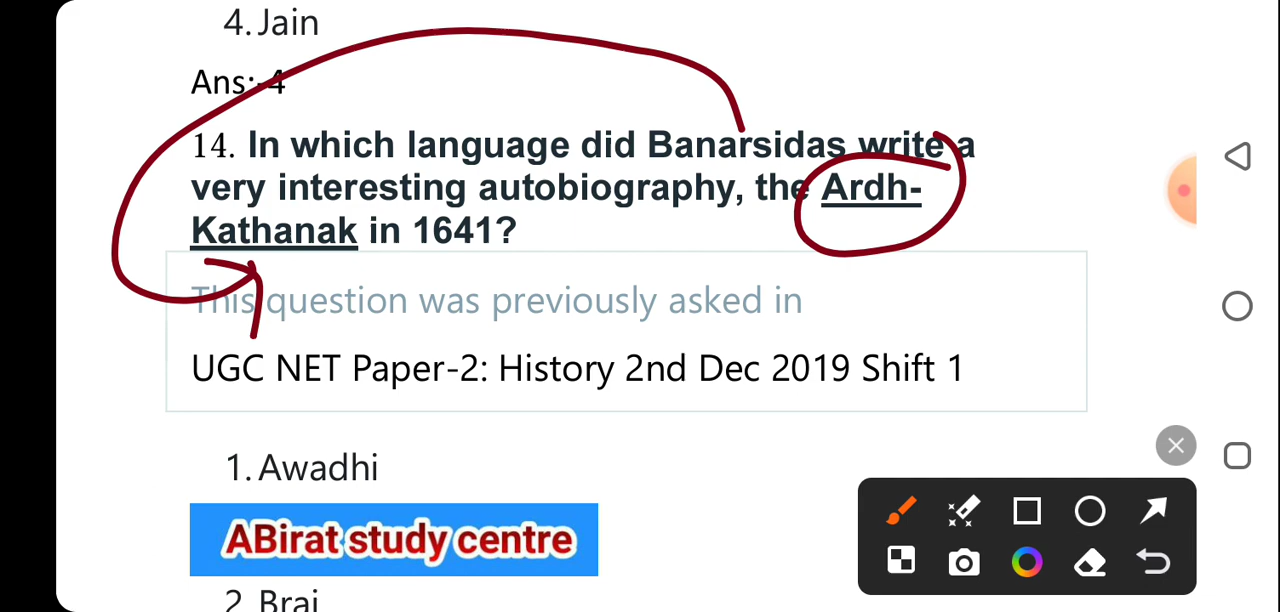 4. Jain
Ans:-4
14. In which language did Banarsidas write a
very interesting autobiography, the Ardh-
Kathanak in 1641?
This question was previously asked in
UGC NET Paper-2: History 2nd Dec 2019 Shift 1
1. Awadhi
ABirat study centre
2. Braj